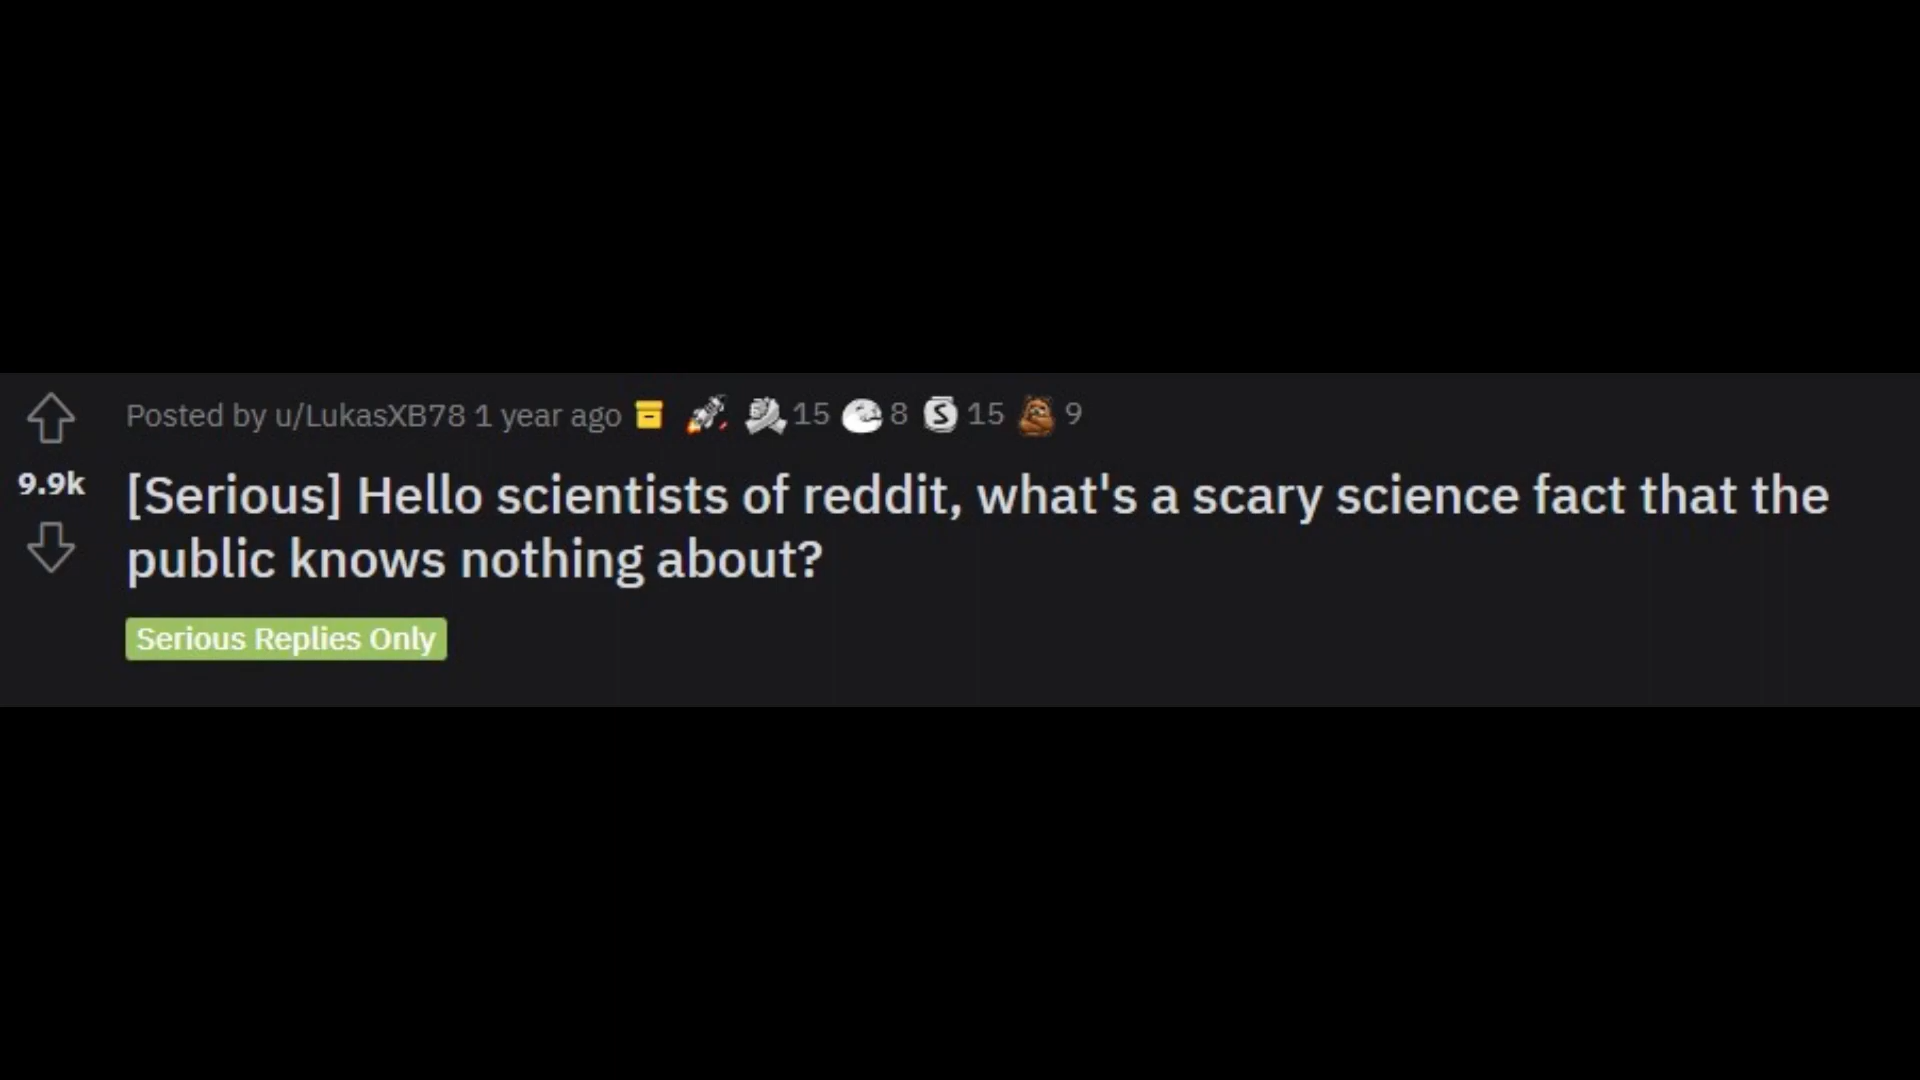 Posted by u/LukasXB78 1 year ago 15 8 S 15 9
9.9k
[Serious] Hello scientists of reddit, what's a scary science fact that the
public knows nothing about?
Serious Replies Only